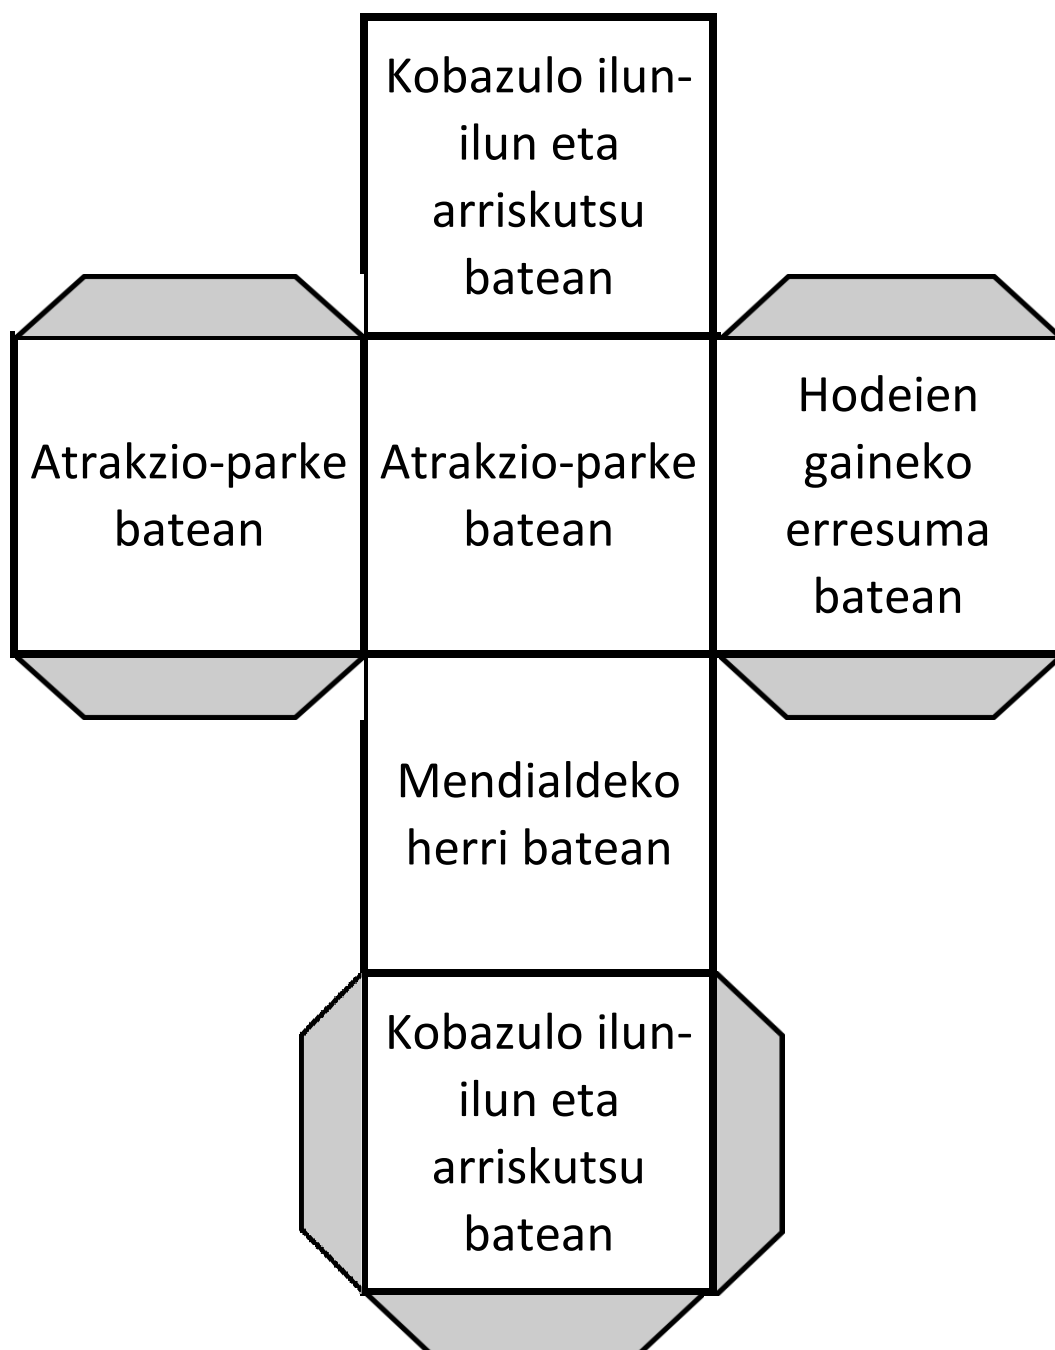 Kobazulo ilun-
ilun eta
arriskutsu
batean
Atrakzio-parke
batean
Atrakzio-parke
batean
Hodeien
gaineko
erresuma
batean
Mendialdeko
herri batean
Kobazulo ilun-
ilun eta
arriskutsu
batean